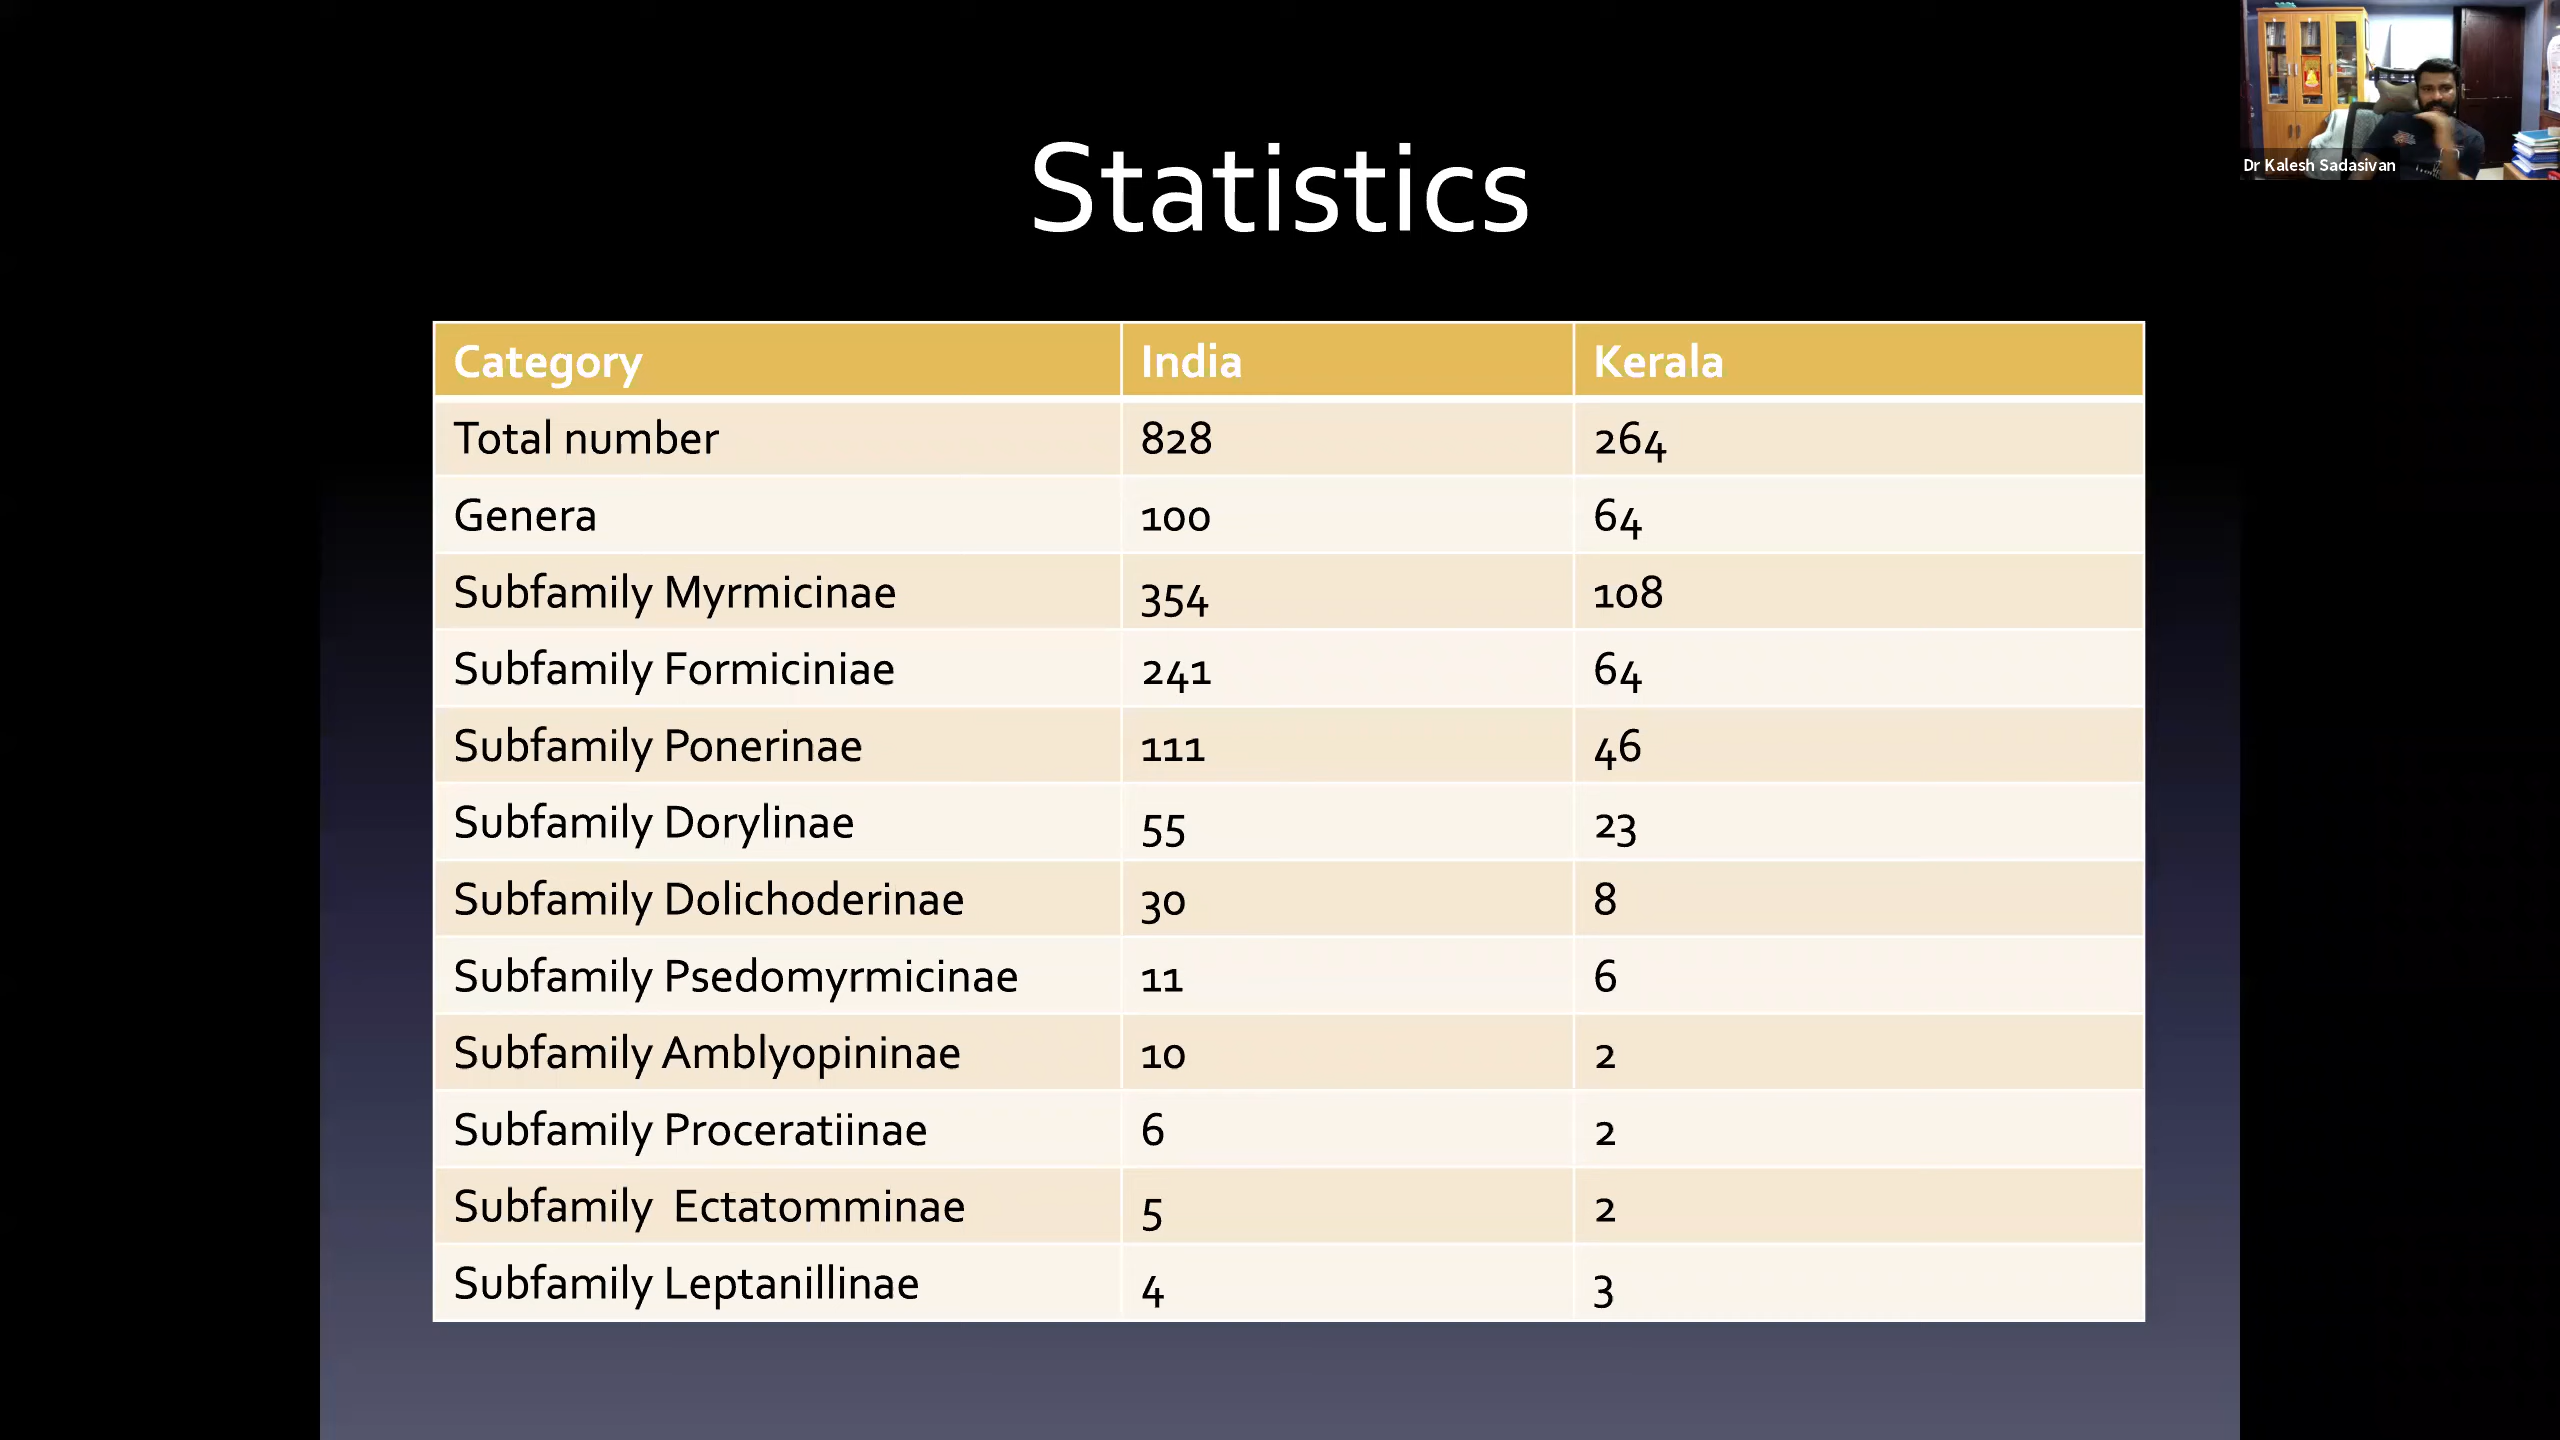 Dr Kalesh Sadasivan
Statistics
Category India Kerala
Total number 828 264
Genera 100 64
Subfamily Myrmicinae 354 108
Subfamily Formiciniae 241 64
Subfamily Ponerinae 111 46
Subfamily Dorylinae 55 23
Subfamily Dolichoderinae 30 8
Subfamily Psedomyrmicinae 11 6
Subfamily Amblyopininae 10 2
Subfamily Proceratiinae 6 2
Subfamily Ectatomminae 5 2
Subfamily Leptanillinae 4 3